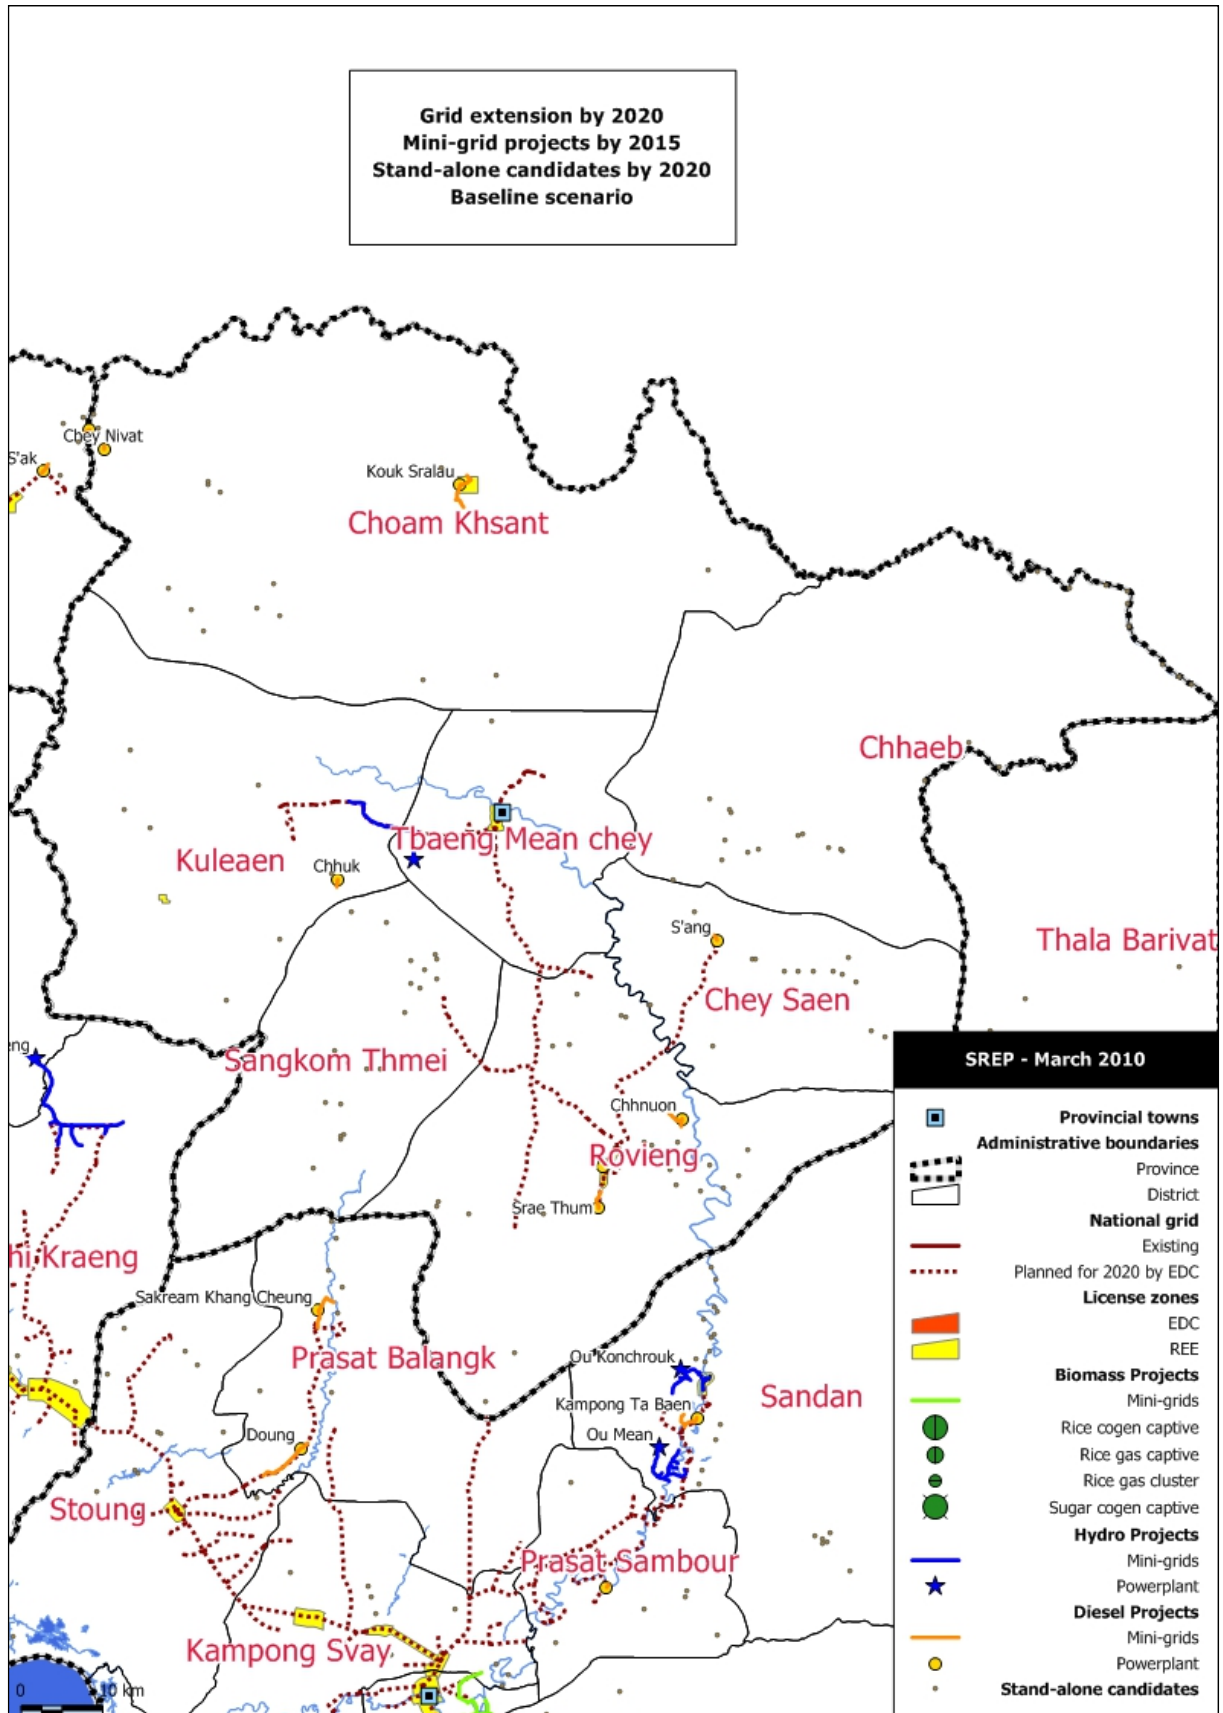 Grid extension by 2020
Mini-grid projects by 2015
Stand-alone candidates by 2020
Baseline scenario
Chey Nivat
S'ak
Kouk Sralau
Choam Khsant
Chhaeb
Tbaeng Mean chey
Kuleaen
Chhuk
S'ang
Thala Barivat
Chey Saen
eng
Sangkom Thmei
Chhnuon
Rovieng
Srae Thum
hi Kraeng
Sakream Khang Cheung
Prasat Balangk
Ou Konchrouk
Sandan
Kampong Ta Baen
Doung
Ou Mean
Stoung
Prasat Sambour
Kampong Svay
0 10 km
SREP - March 2010
Provincial towns
Administrative boundaries
Province
District
National grid
Existing
Planned for 2020 by EDC
License zones
EDC
REE
Biomass Projects
Mini-grids
Rice cogen captive
Rice gas captive
Rice gas cluster
Sugar cogen captive
Hydro Projects
Mini-grids
Powerplant
Diesel Projects
Mini-grids
Powerplant
Stand-alone candidates